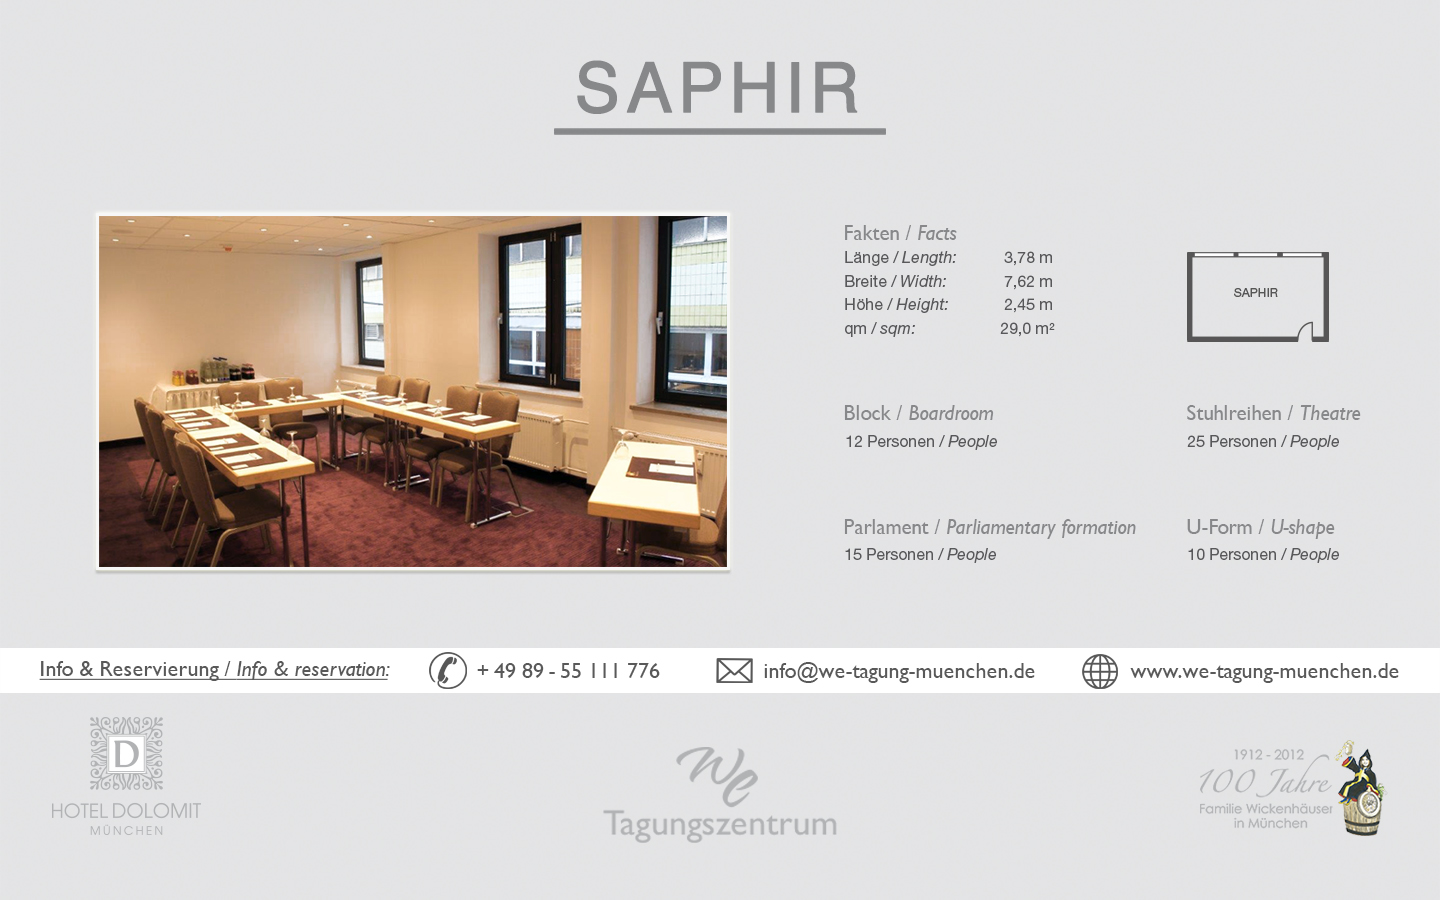 SAPHIR
Fakten / Facts
Länge / Length: 3,78 m
Breite / Width: 7,62 m
Höhe / Height: 2,45 m
qm / sqm: 29,0 m²
SAPHIR
Block / Boardroom
12 Personen / People
Stuhlreihen / Theatre
25 Personen / People
Parlament / Parliamentary formation
15 Personen / People
U-Form / U-shape
10 Personen / People
Info & Reservierung / Info & reservation: + 49 89 - 55 111 776 info@we-tagung-muenchen.de www.we-tagung-muenchen.de
D
HOTEL DOLOMIT
MÜNCHEN
We
Tagungszentrum
1912 - 2012
100 Jahre
Familie Wickenhäuser
in München